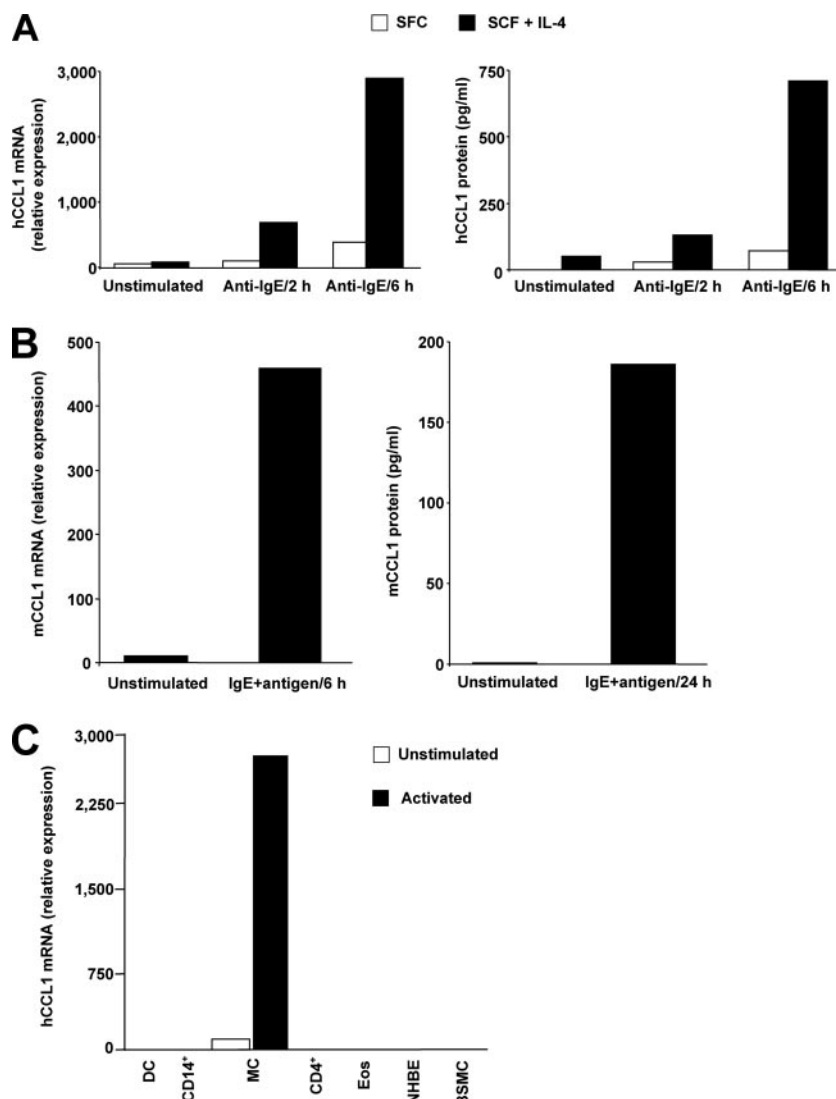 A
SFC
SCF + IL-4
hCCL1 mRNA
(relative expression)
3,000
2,000
1,000
0
Unstimulated
Anti-IgE/2 h
Anti-IgE/6 h
hCCL1 protein (pg/ml)
750
500
250
0
Unstimulated
Anti-IgE/2 h
Anti-IgE/6 h
B
mCCL1 mRNA (relative expression)
500
400
300
200
100
0
Unstimulated
IgE+antigen/6 h
mCCL1 protein (pg/ml)
200
150
100
50
0
Unstimulated
IgE+antigen/24 h
C
Unstimulated
Activated
hCCL1 mRNA (relative expression)
3,000
2,250
1,500
750
0
DC
CD14+
MC
CD4+
Eos
NHBE
BSMC